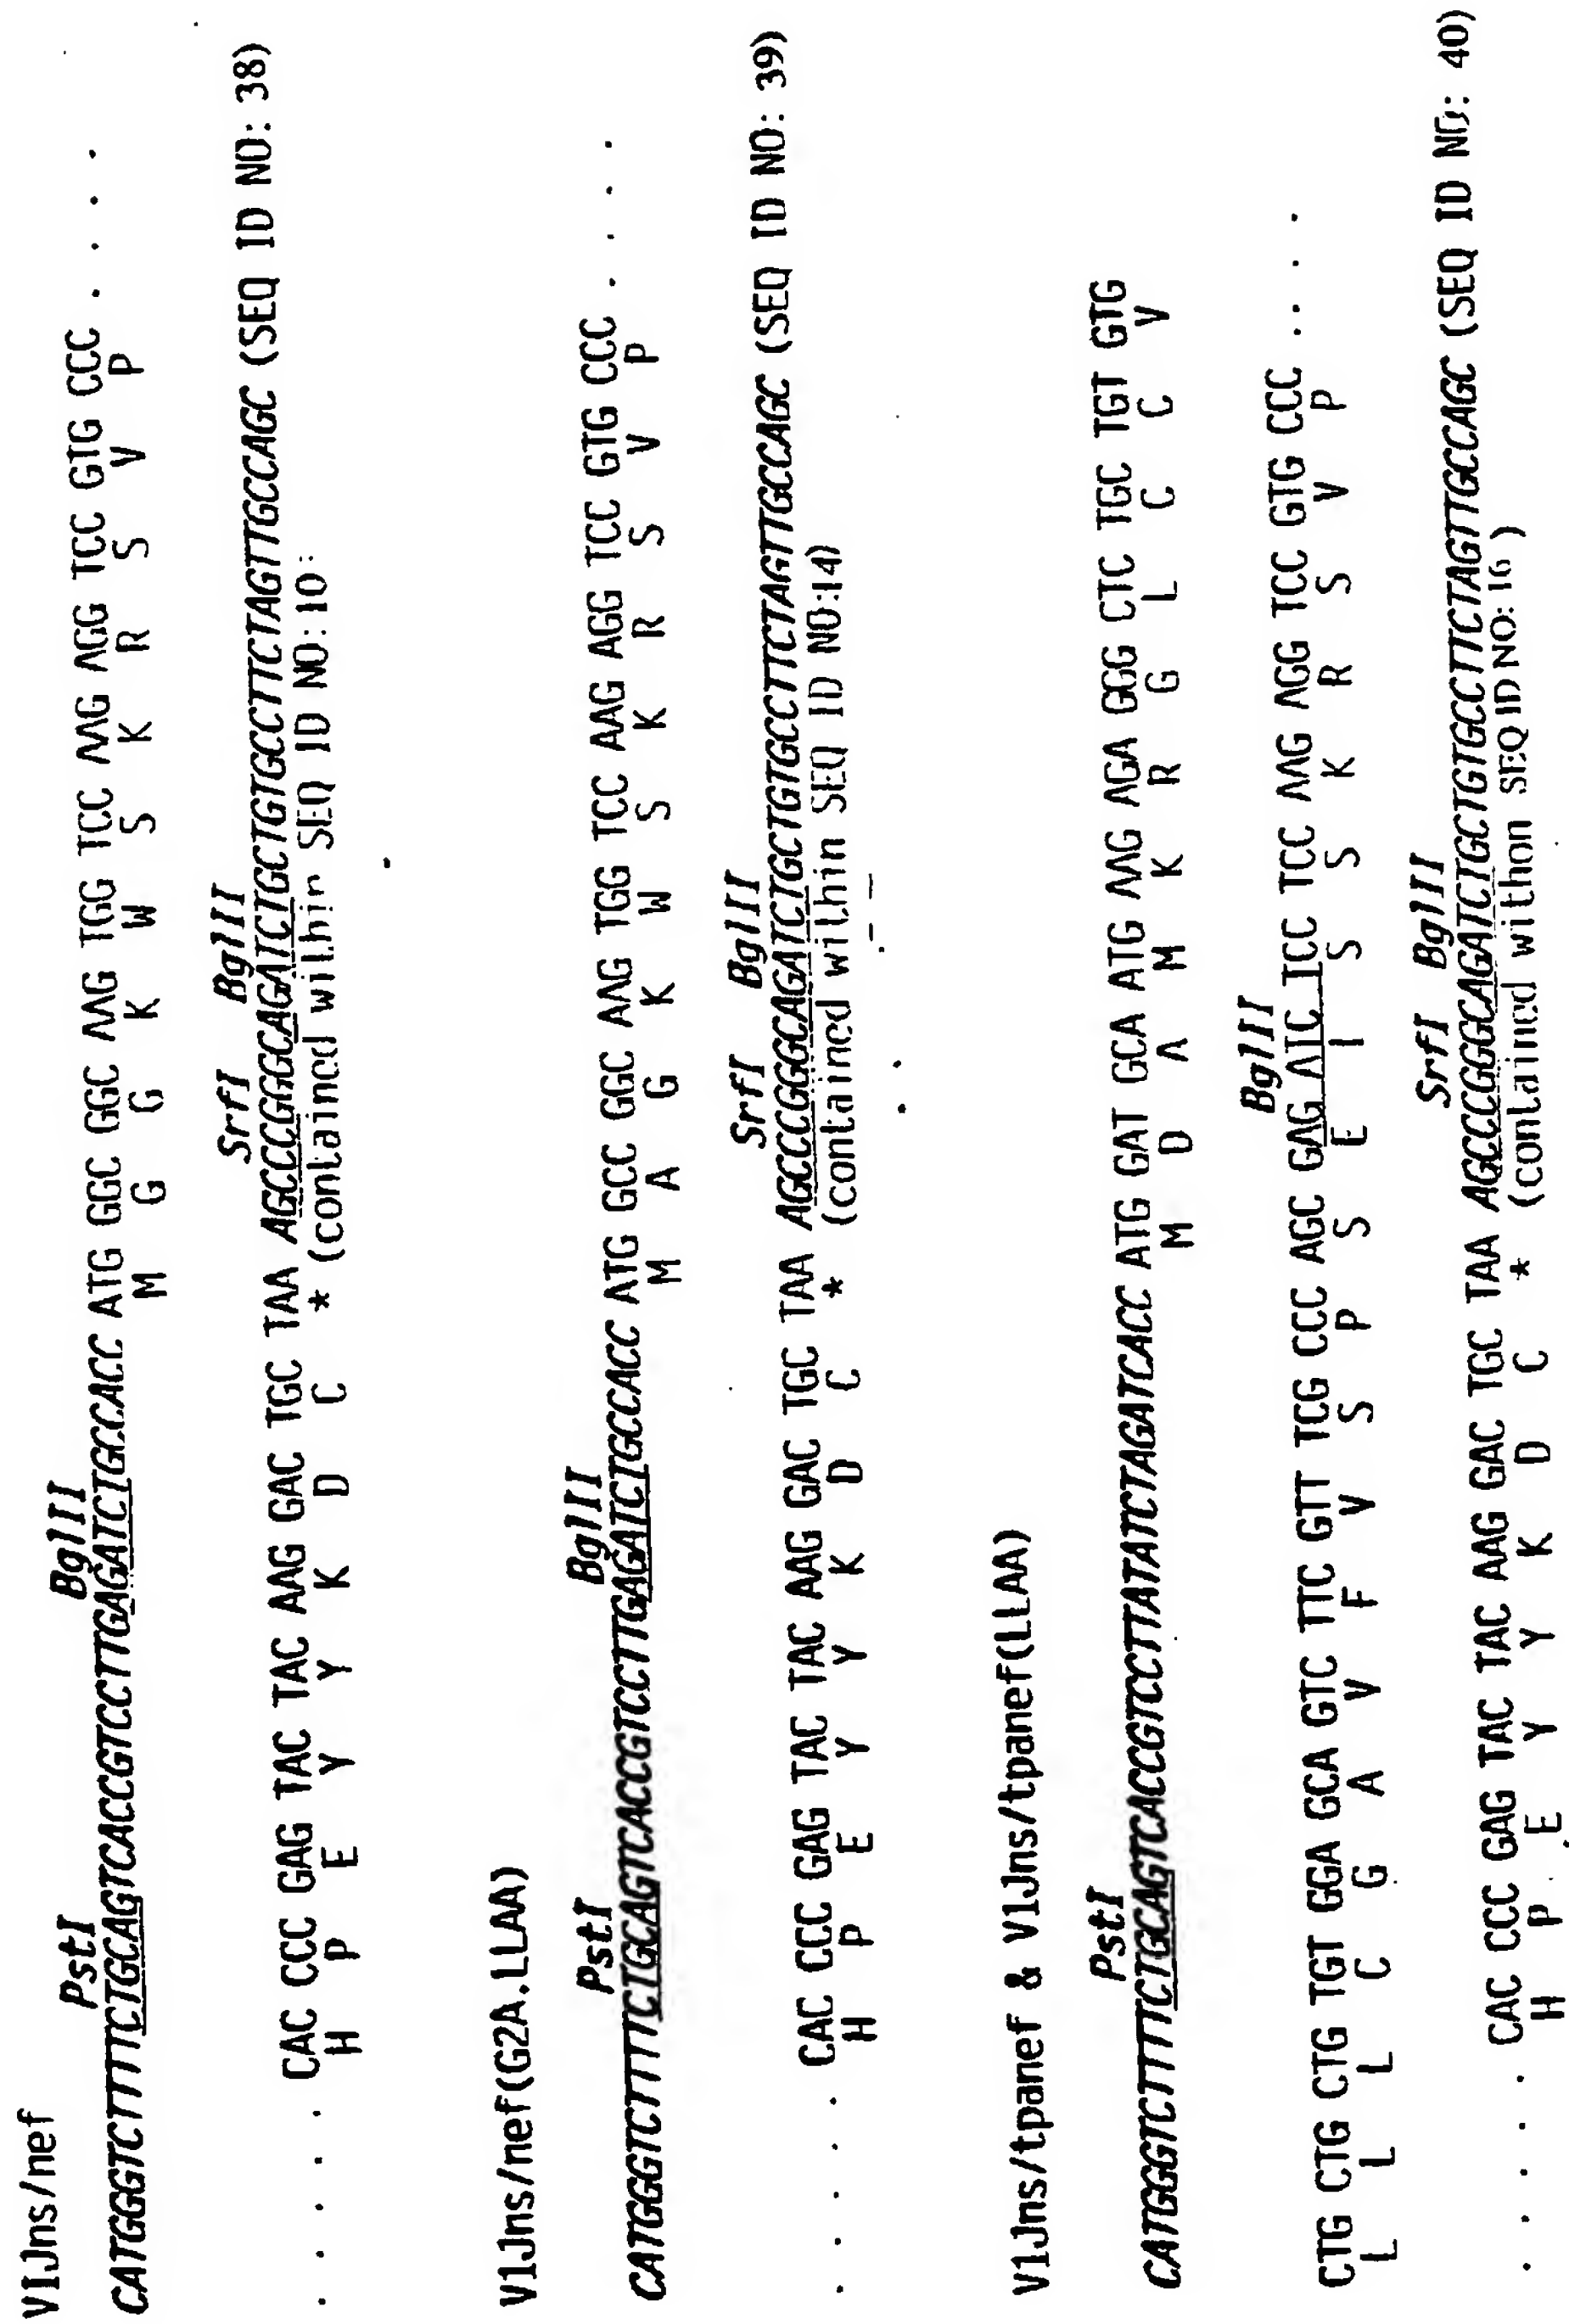 V1Jns/nef
PstI BglII
CATGGGTCTTTTCTGCAGTCACCGTCCTTGAGATCTGCCACC ATG GGC GGC AAG TGG TCC AAG AGG TCC GTG CCC . . . .
M G G K W S K R S V P
SrfI BglII
. . . . CAC CCC GAG TAC TAC AAG GAC TGC TAA AGCCCGGGCAGATCTGCTGTGCCTTCTAGTTGCCAGC (SEQ ID NO: 38)
H P E Y Y K D C * (contained within SEQ ID NO:10:
V1Jns/nef(G2A.LLAA)
PstI BglII
CATGGGTCTTTTCTGCAGTCACCGTCCTTGAGATCTGCCACC ATG GCC GGC AAG TGG TCC AAG AGG TCC GTG CCC . . . .
M A G K W S K R S V P
SrfI BglII
. . . . CAC CCC GAG TAC TAC AAG GAC TGC TAA AGCCCGGGCAGATCTGCTGTGCCTTCTAGTTGCCAGC (SEQ ID NO: 39)
H P E Y Y K D C * (contained within SEQ ID NO:14)
V1Jns/tpanef & V1Jns/tpanef(LLAA)
PstI
CATGGGTCTTTTCTGCAGTCACCGTCCTTATATCTAGATCACC ATG GAT GCA ATG AAG AGA GGG CTC TGC TGT GTG
M D A M K R G L C C V
BglII
CTG CTG CTG TGT GGA GCA GTC TTC GTT TCG CCC AGC GAG ATC TCC TCC AAG AGG TCC GTG CCC . . . .
L L L C G A V F V S P S E I S S K R S V P
SrfI BglII
. . . . CAC CCC GAG TAC TAC AAG GAC TGC TAA AGCCCGGGCAGATCTGCTGTGCCTTCTAGTTGCCAGC (SEQ ID NO: 40)
H P E Y Y K D C * (contained withon SEQ ID NO: 16 )